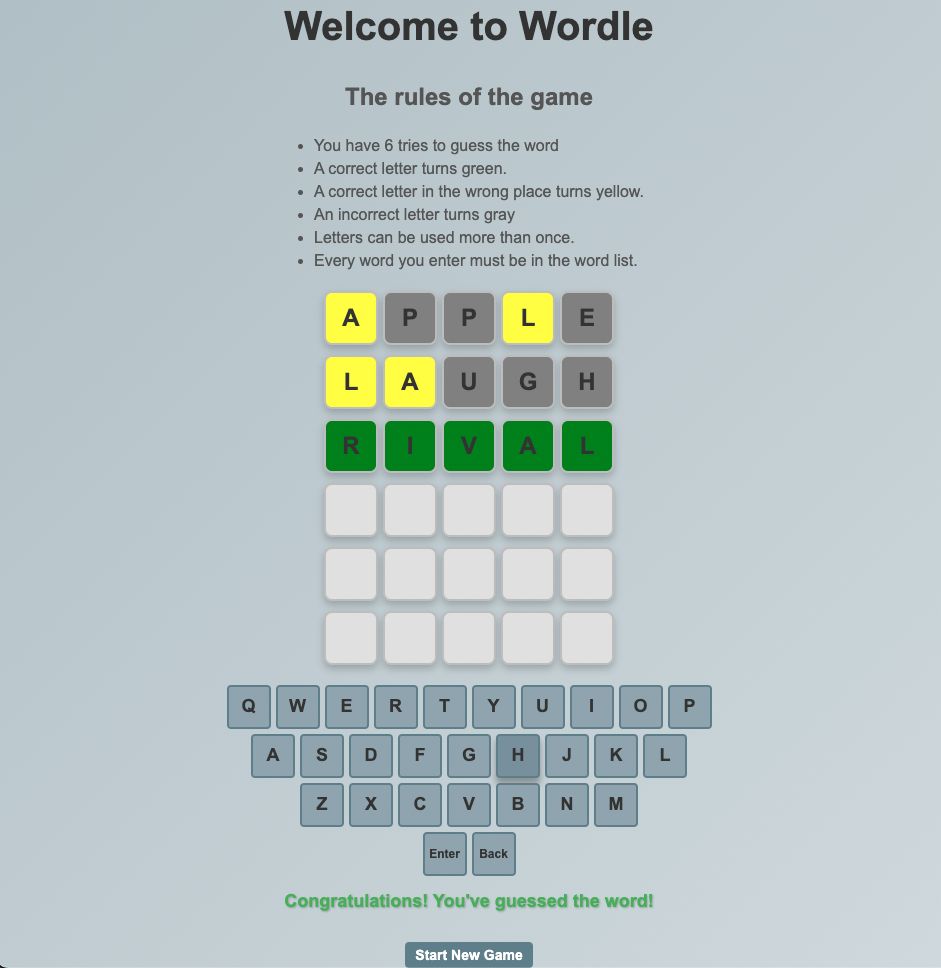 Welcome to Wordle
The rules of the game
You have 6 tries to guess the word
A correct letter turns green.
A correct letter in the wrong place turns yellow.
An incorrect letter turns gray
Letters can be used more than once.
Every word you enter must be in the word list.
A P P L E
L A U G H
R I V A L
Q W E R T Y U I O P
A S D F G H J K L
Z X C V B N M
Enter Back
Congratulations! You've guessed the word!
Start New Game